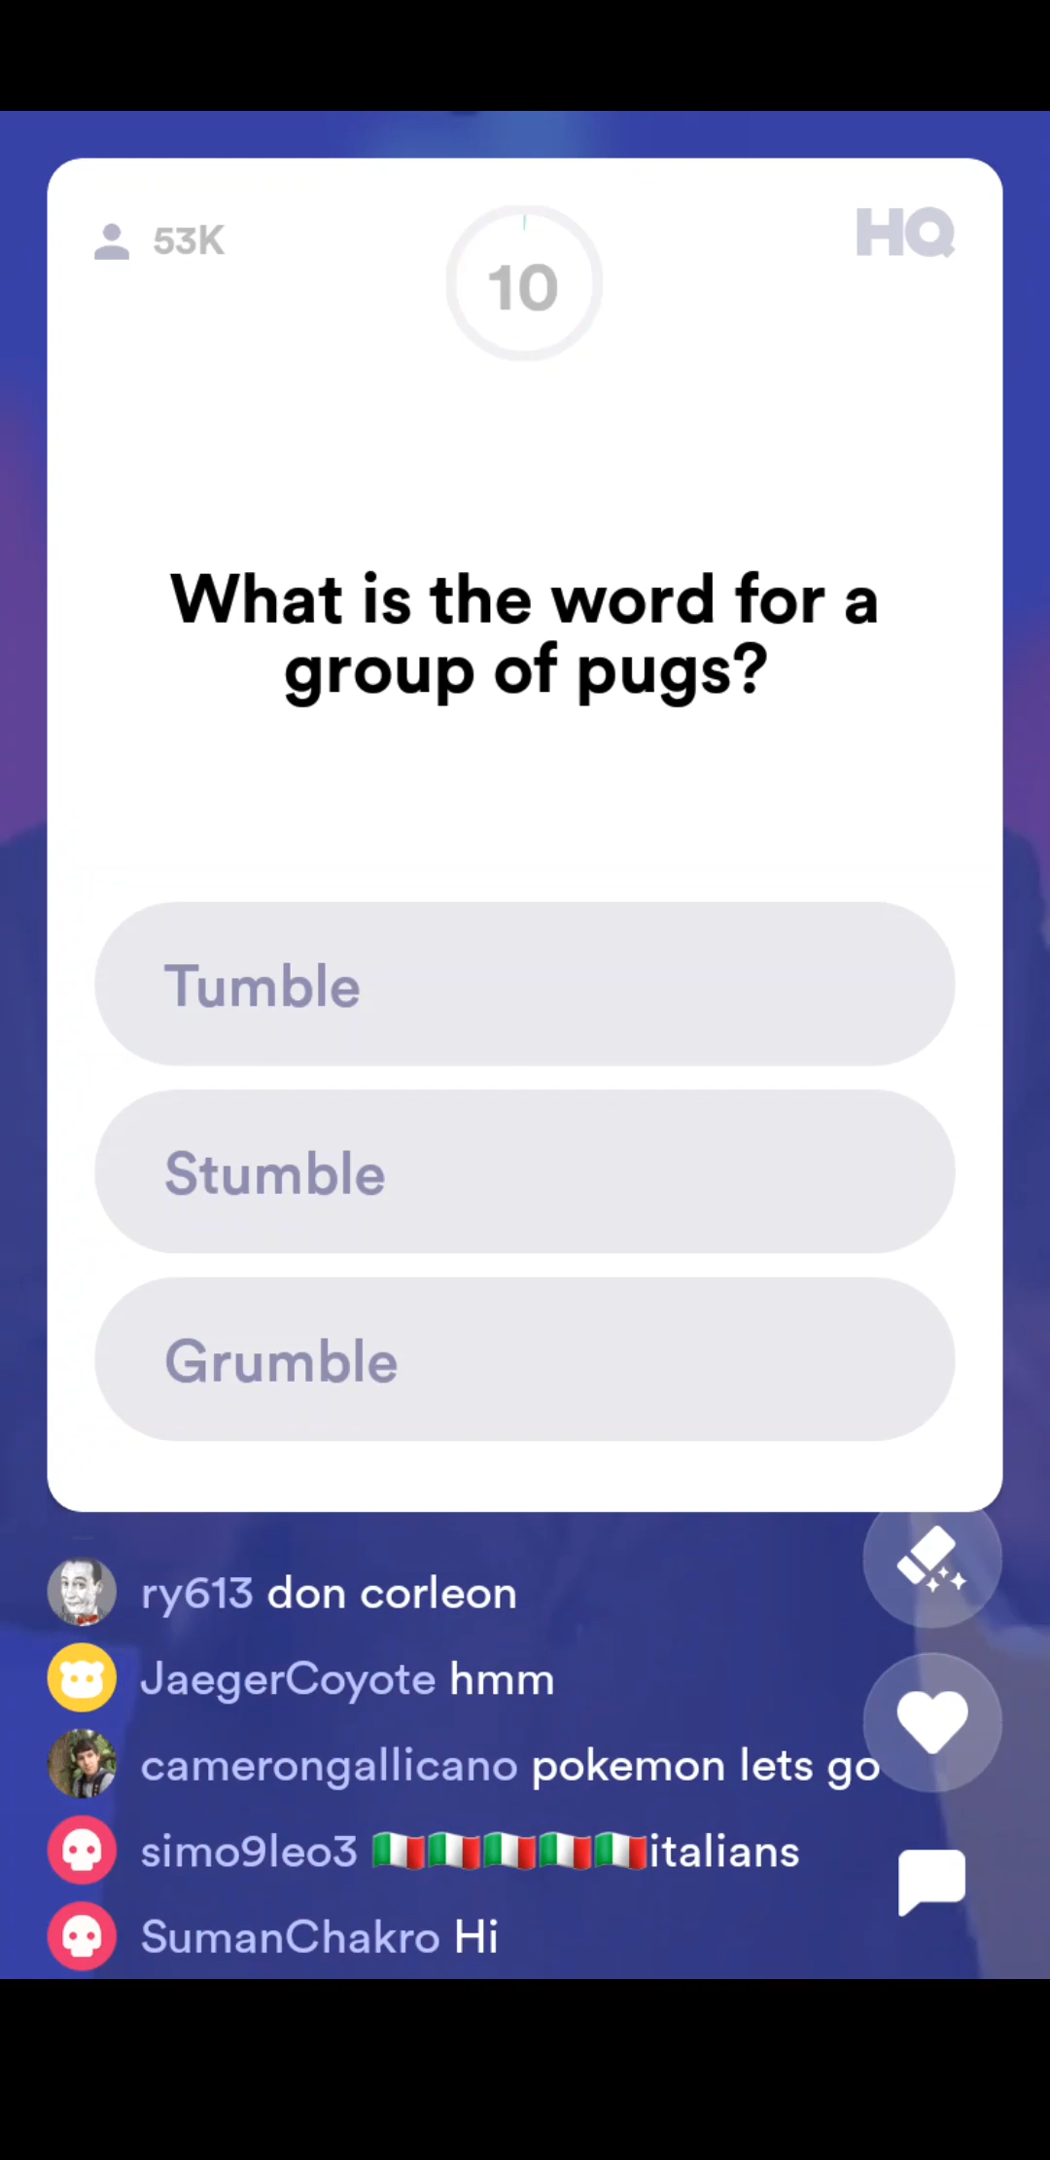 53K
10
HQ
What is the word for a
group of pugs?
Tumble
Stumble
Grumble
ry613 don corleon
JaegerCoyote hmm
camerongallicano pokemon lets go
simo9leo3 🇮🇹🇮🇹🇮🇹🇮🇹🇮🇹italians
SumanChakro Hi